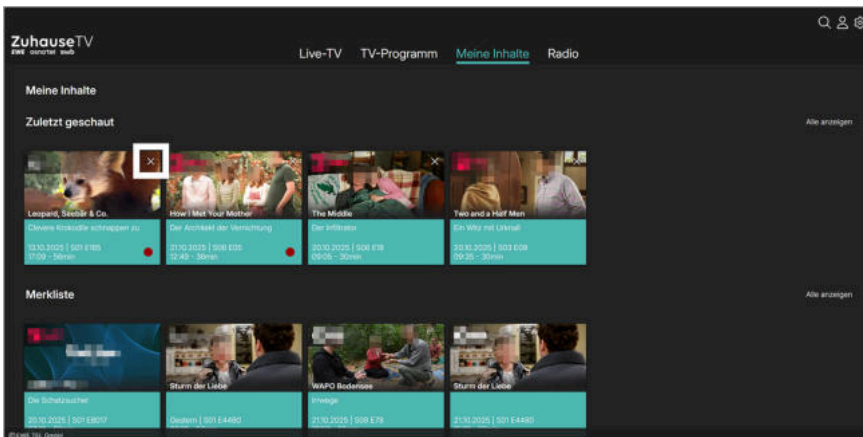 ZuhauseTV
EWE osnatel swb
Live-TV TV-Programm Meine Inhalte Radio
Meine Inhalte
Zuletzt geschaut
Alle anzeigen
Leopard, Seebär & Co.
Clevere Krokodile schnappen zu
13.10.2025 | S01 E185
17:09 - 56min
How I Met Your Mother
Der Architekt der Vernichtung
21.10.2025 | S06 E05
12:49 - 36min
The Middle
Der Infiltrator
20.10.2025 | S06 E18
09:05 - 30min
Two and a Half Men
Ein Witz mit Urknall
20.10.2025 | S03 E09
09:35 - 30min
Merkliste
Alle anzeigen
Die Schatzsucher
20.10.2025 | S01 E8017
Sturm der Liebe
Gestern | S01 E4480
WAPO Bodensee
Irrwege
21.10.2025 | S08 E78
Sturm der Liebe
21.10.2025 | S01 E4480